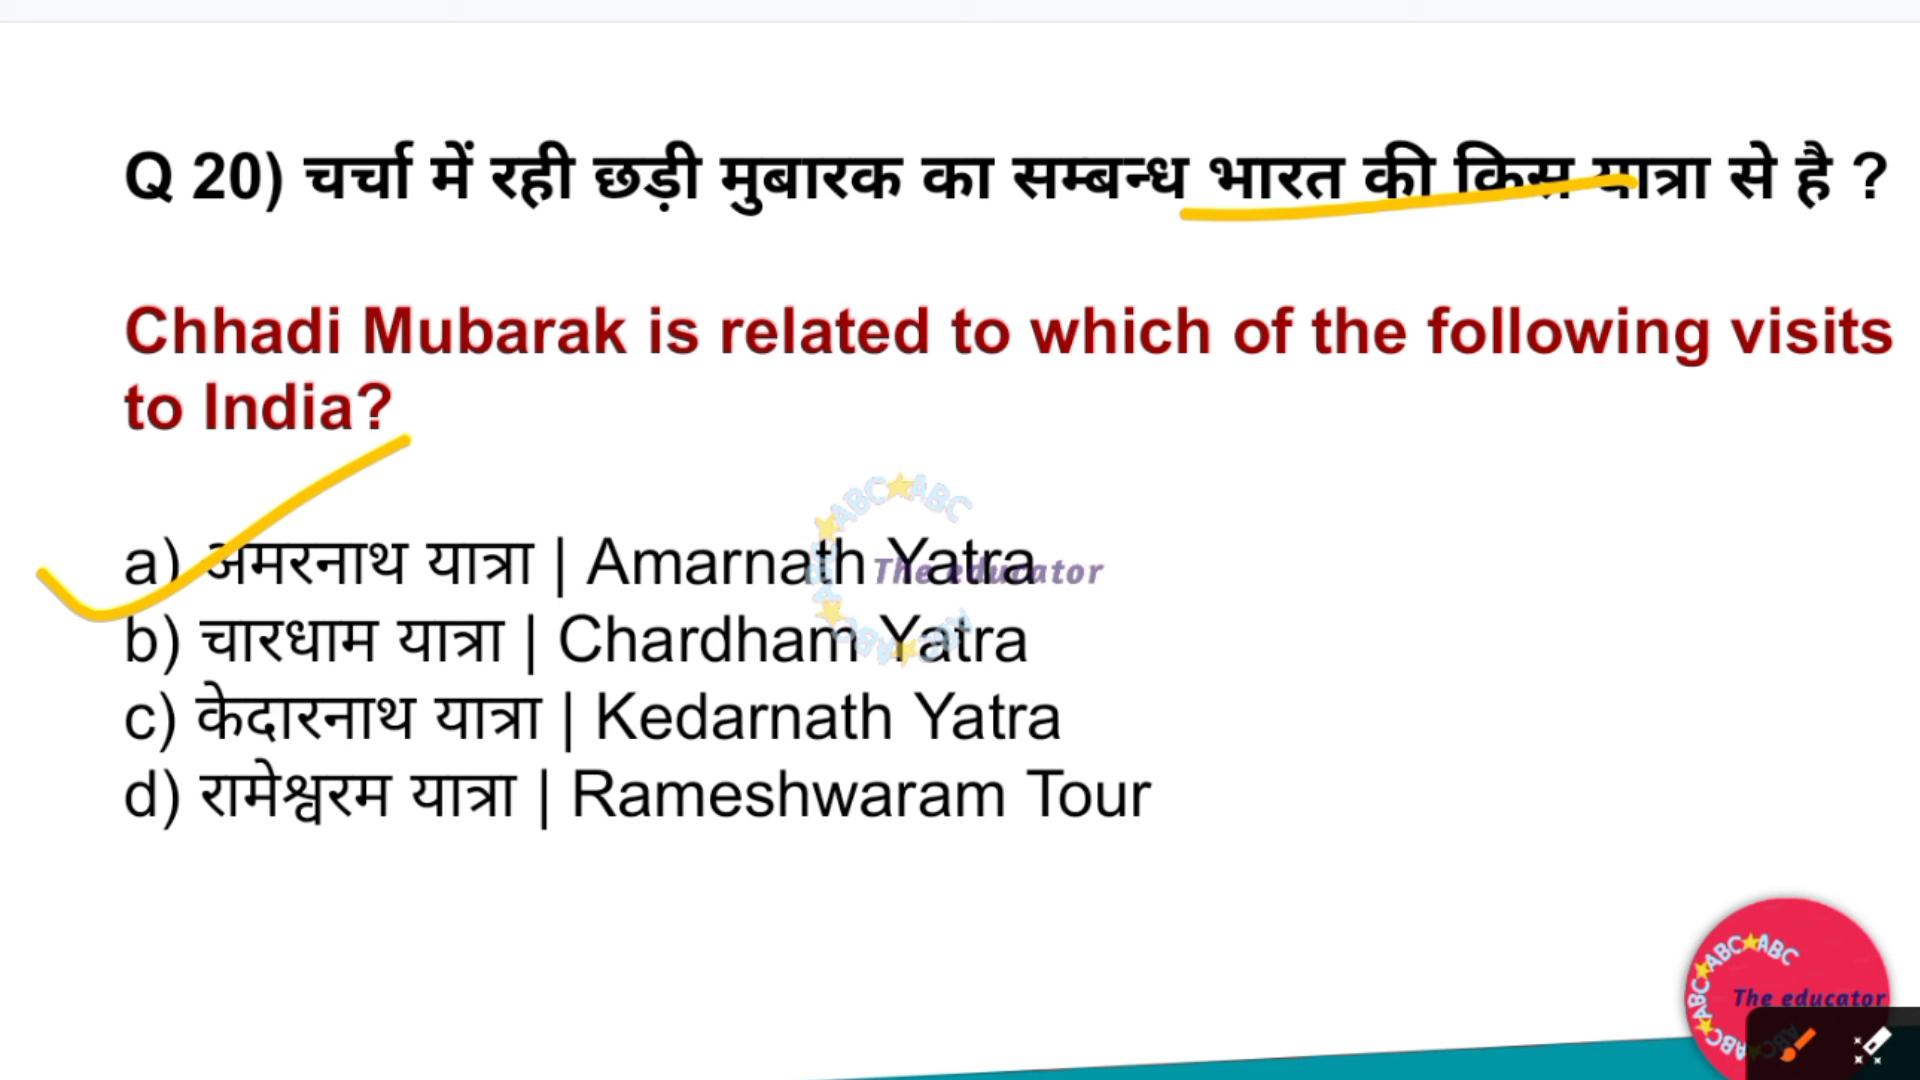 Q 20) चर्चा में रही छड़ी मुबारक का सम्बन्ध भारत की किस यात्रा से है ?
Chhadi Mubarak is related to which of the following visits
to India?
a) अमरनाथ यात्रा | Amarnath Yatra
The educator
b) चारधाम यात्रा | Chardham Yatra
c) केदारनाथ यात्रा | Kedarnath Yatra
d) रामेश्वरम यात्रा | Rameshwaram Tour
ABC ABC
The educator